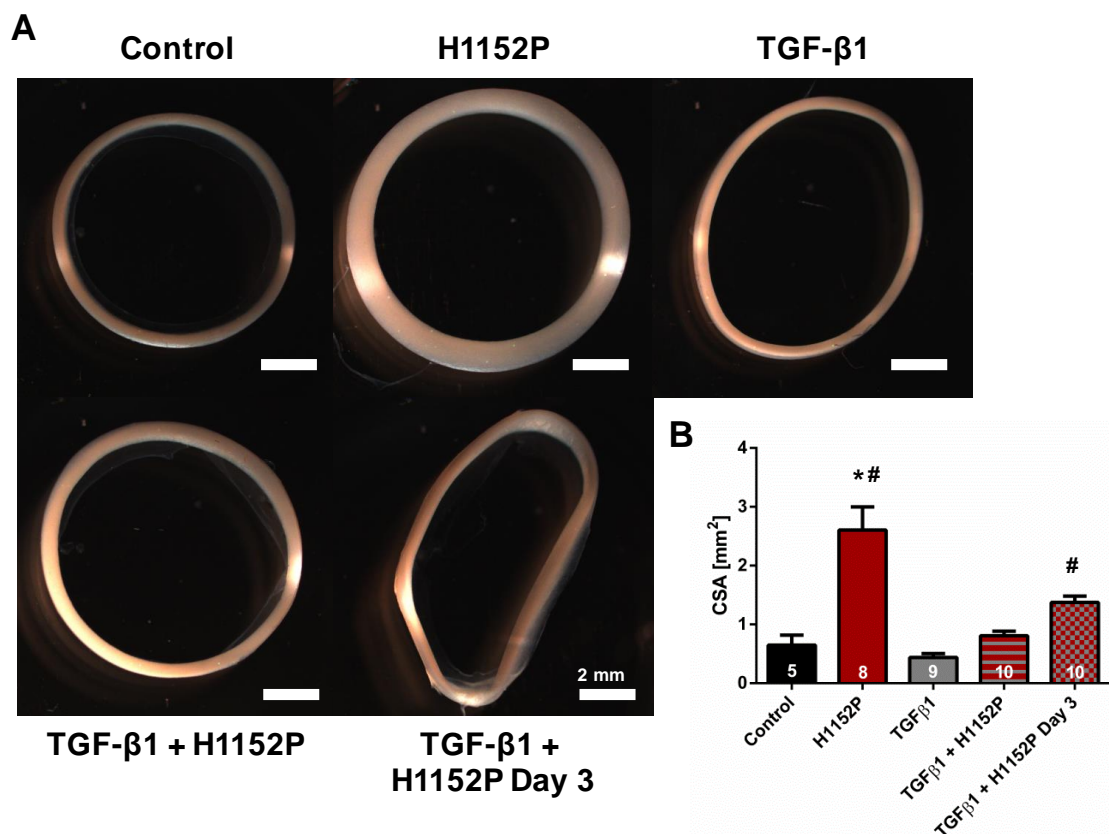 A
Control
H1152P
TGF-β1
2 mm
TGF-β1 + H1152P
TGF-β1 +
H1152P Day 3
B
CSA [mm²]
4
3
2
1
0
*#
#
5
8
9
10
10
Control
H1152P
TGFβ1
TGFβ1 + H1152P
TGFβ1 + H1152P Day 3